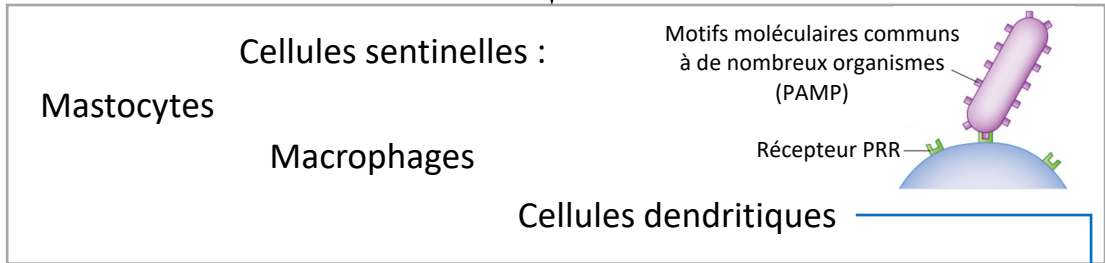 Cellules sentinelles :
Mastocytes
Macrophages
Cellules dendritiques
Motifs moléculaires communs
à de nombreux organismes
(PAMP)
Récepteur PRR